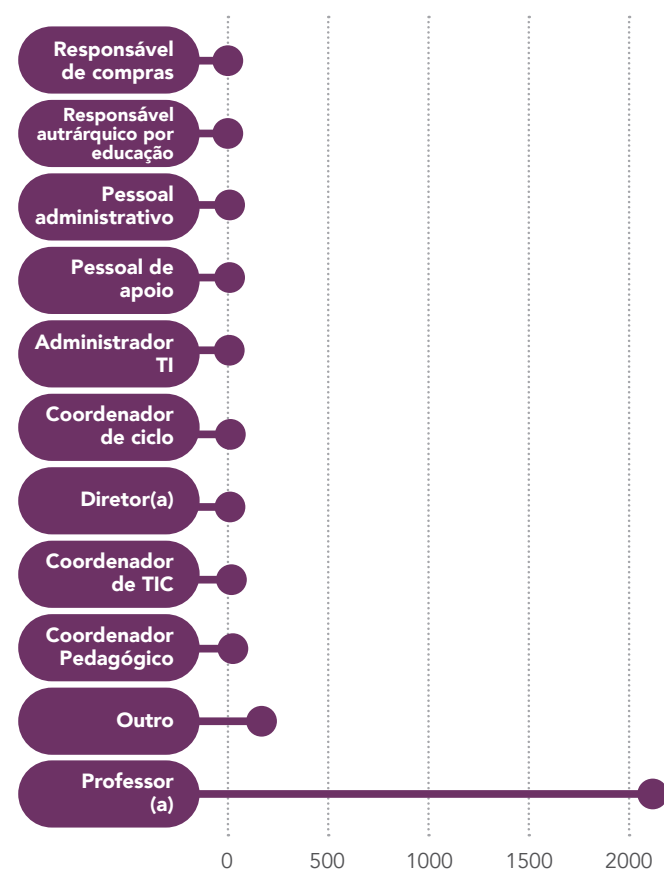 Responsável
de compras
Responsável
autrárquico por
educação
Pessoal
administrativo
Pessoal de
apoio
Administrador
TI
Coordenador
de ciclo
Diretor(a)
Coordenador
de TIC
Coordenador
Pedagógico
Outro
Professor
(a)
0 500 1000 1500 2000